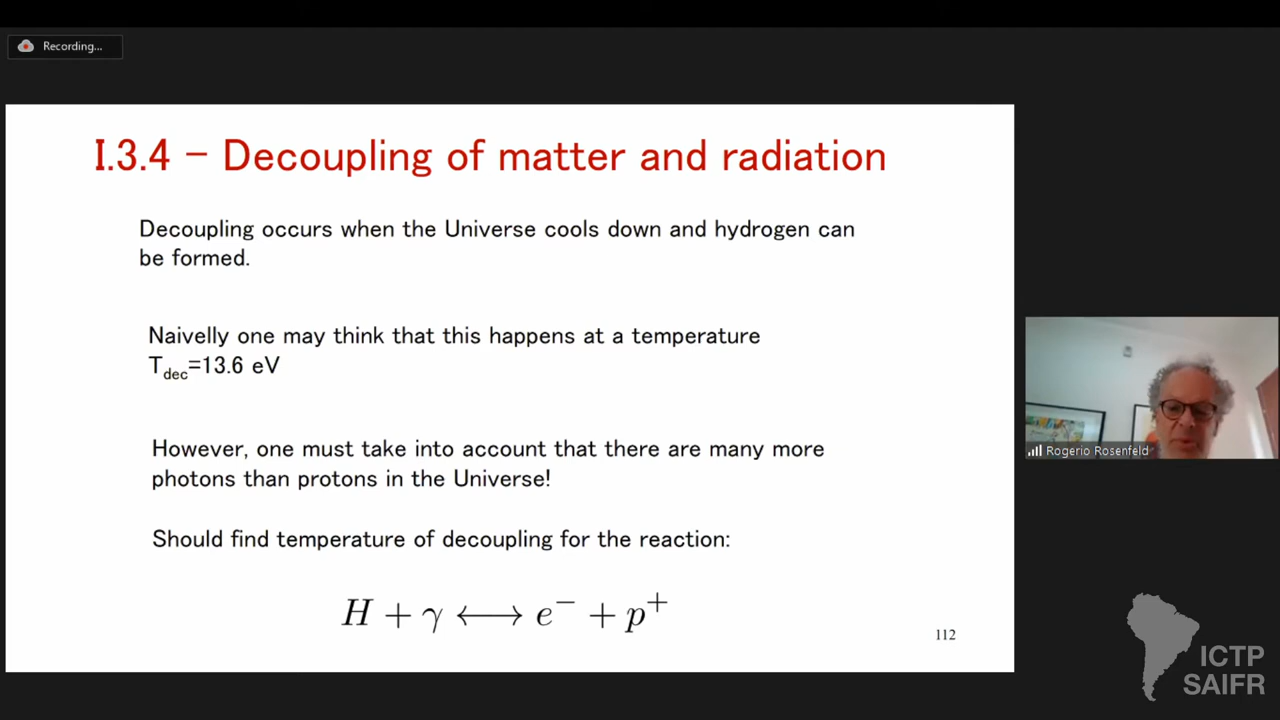 Recording...
I.3.4 – Decoupling of matter and radiation
Decoupling occurs when the Universe cools down and hydrogen can
be formed.
Naivelly one may think that this happens at a temperature
T_dec=13.6 eV
However, one must take into account that there are many more
photons than protons in the Universe!
Should find temperature of decoupling for the reaction:
H + γ ⟷ e⁻ + p⁺
112
Rogerio Rosenfeld
ICTP
SAIFR